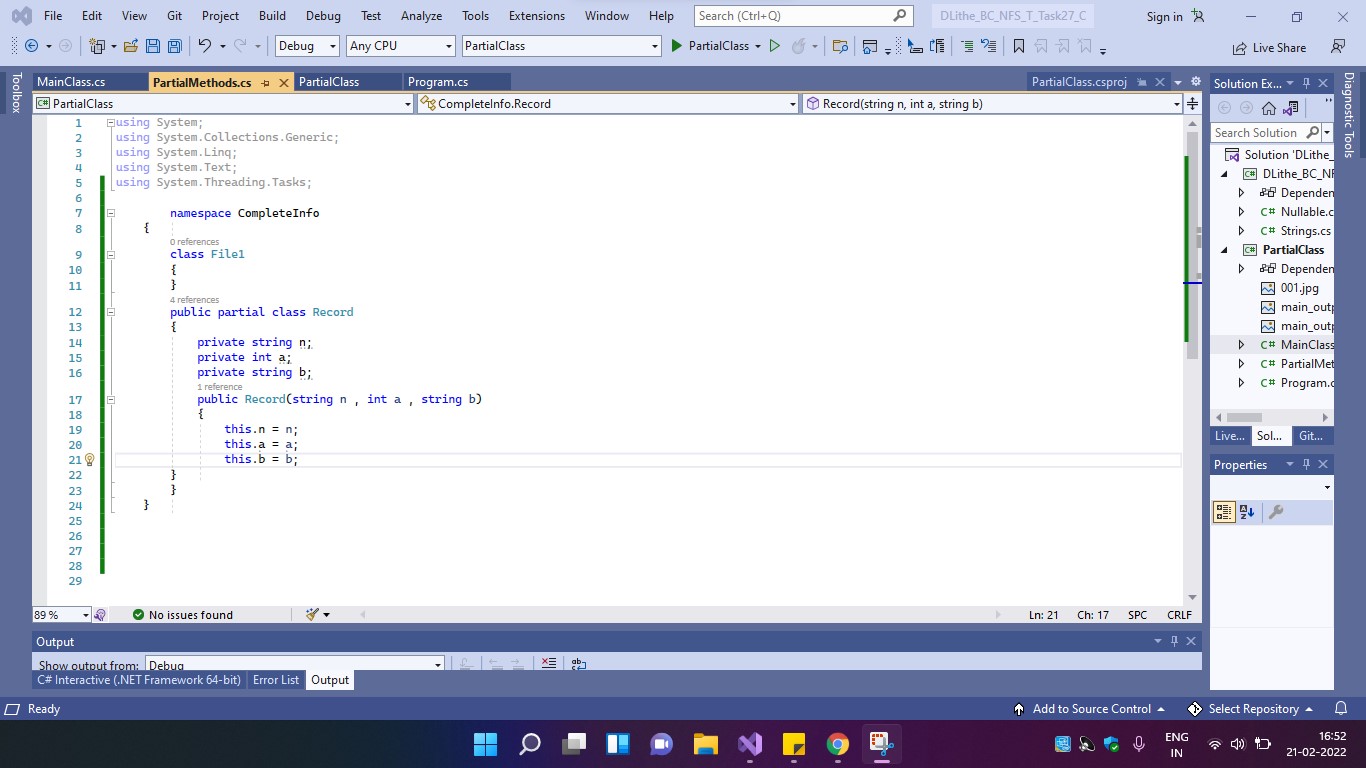 File Edit View Git Project Build Debug Test Analyze Tools Extensions Window Help Search (Ctrl+Q) DLithe_BC_NFS_T_Task27_C Sign in
Debug Any CPU PartialClass PartialClass Live Share
Toolbox
MainClass.cs PartialMethods.cs PartialClass Program.cs PartialClass.csproj
PartialClass CompleteInfo.Record Record(string n, int a, string b)
1 using System;
2 using System.Collections.Generic;
3 using System.Linq;
4 using System.Text;
5 using System.Threading.Tasks;
6
7 namespace CompleteInfo
8 {
0 references
9 class File1
10 {
11 }
4 references
12 public partial class Record
13 {
14 private string n;
15 private int a;
16 private string b;
1 reference
17 public Record(string n , int a , string b)
18 {
19 this.n = n;
20 this.a = a;
21 this.b = b;
22 }
23 }
24 }
25
26
27
28
29
89 % No issues found Ln: 21 Ch: 17 SPC CRLF
Output
Show output from: Debug
C# Interactive (.NET Framework 64-bit) Error List Output
Solution Ex...
Search Solution
Solution 'DLithe_
C# DLithe_BC_NF
Dependen
C# Nullable.c
C# Strings.cs
C# PartialClass
Dependen
001.jpg
main_outp
main_outp
C# MainClass
C# PartialMet
C# Program.c
Live... Sol... Git...
Properties
Diagnostic Tools
Ready Add to Source Control Select Repository
ENG
IN
16:52
21-02-2022